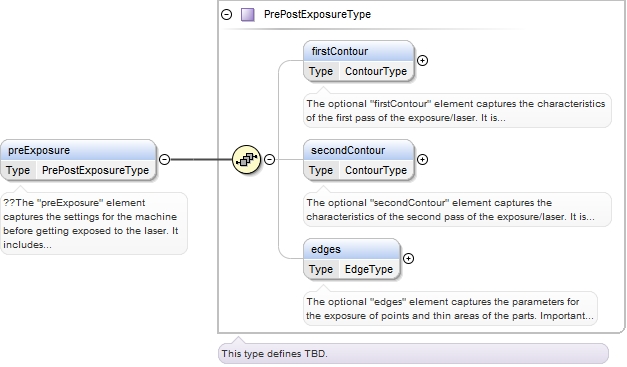 PrePostExposureType
firstContour
Type ContourType
The optional "firstContour" element captures the characteristics
of the first pass of the exposure/laser. It is...
preExposure
Type PrePostExposureType
??The "preExposure" element
captures the settings for the machine
before getting exposed to the laser. It
includes...
secondContour
Type ContourType
The optional "secondContour" element captures the
characteristics of the second pass of the exposure/laser. It is...
edges
Type EdgeType
The optional "edges" element captures the parameters for
the exposure of points and thin areas of the parts. Important...
This type defines TBD.